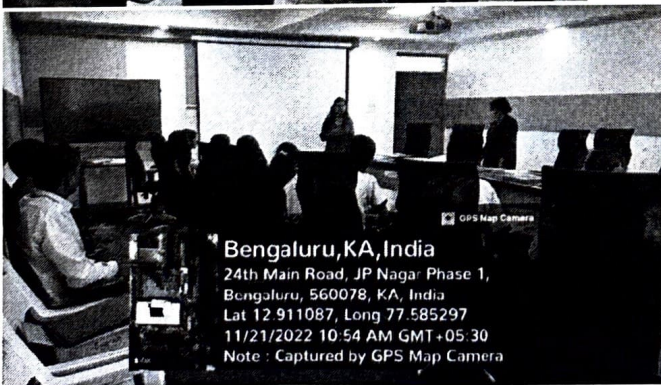 GPS Map Camera
Bengaluru,KA,India
24th Main Road, JP Nagar Phase 1,
Bengaluru, 560078, KA, India
Lat 12.911087, Long 77.585297
11/21/2022 10:54 AM GMT+05:30
Note : Captured by GPS Map Camera